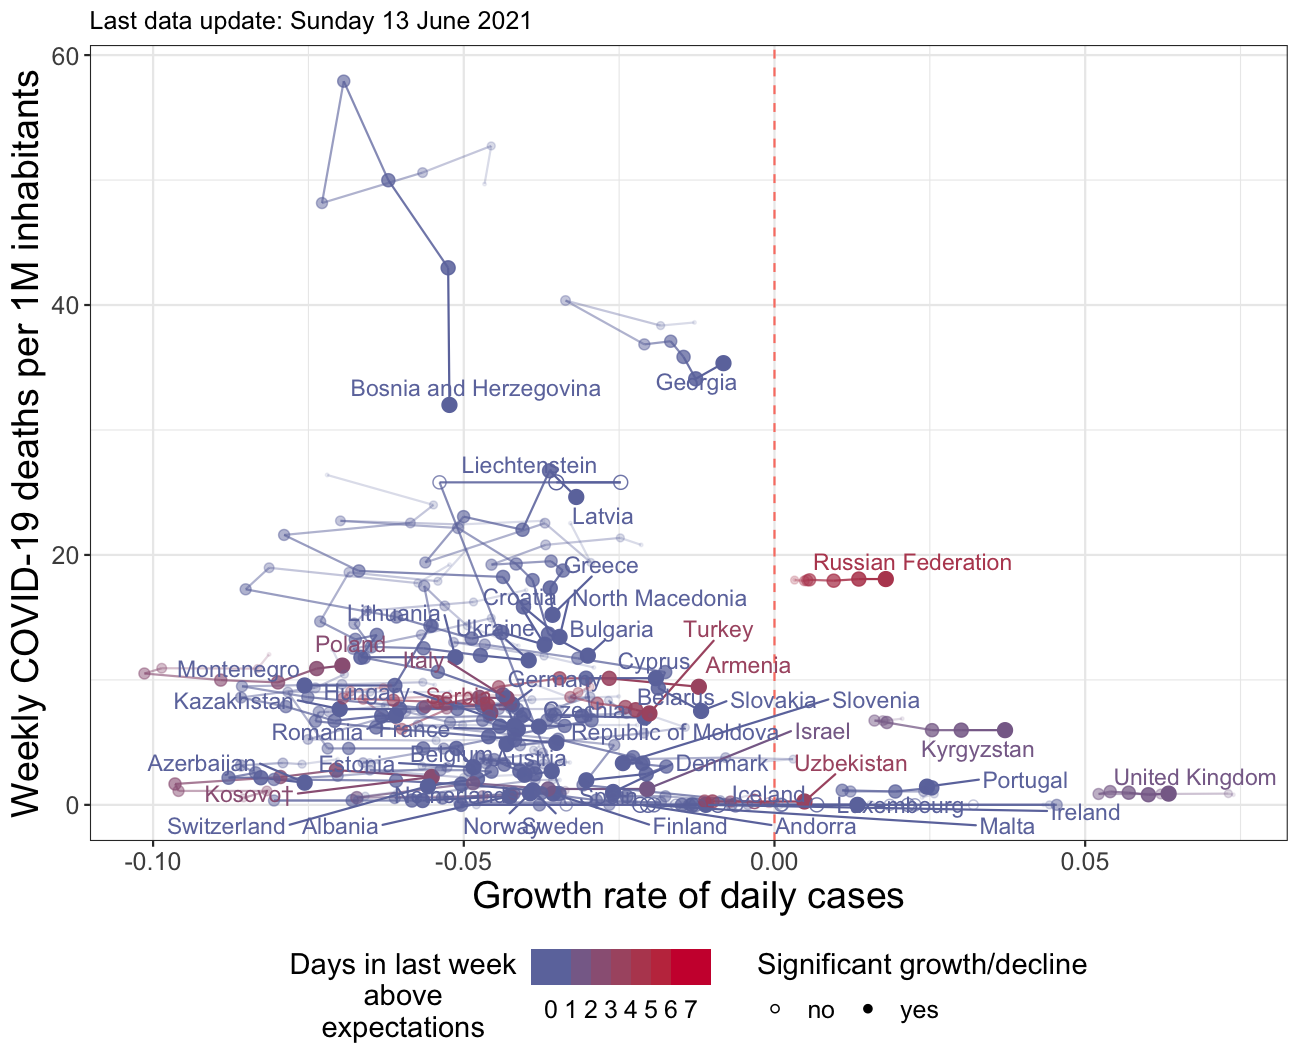 Last data update: Sunday 13 June 2021
Weekly COVID-19 deaths per 1M inhabitants
60
40
20
0
Bosnia and Herzegovina
Georgia
Liechtenstein
Latvia
Greece
Russian Federation
Croatia
North Macedonia
Lithuania
Ukraine
Bulgaria
Turkey
Poland
Italy
Cyprus
Armenia
Montenegro
Germany
Kazakhstan
Hungary
Serbia
Belarus
Slovakia
Slovenia
Czechia
Romania
France
Republic of Moldova
Israel
Kyrgyzstan
Azerbaijan
Estonia
Belgium
Austria
Denmark
Uzbekistan
Portugal
United Kingdom
Kosovo†
Netherlands
Spain
Iceland
Luxembourg
Ireland
Switzerland
Albania
Norway
Sweden
Finland
Andorra
Malta
-0.10 -0.05 0.00 0.05
Growth rate of daily cases
Days in last week
above
expectations
0 1 2 3 4 5 6 7
Significant growth/decline
no yes